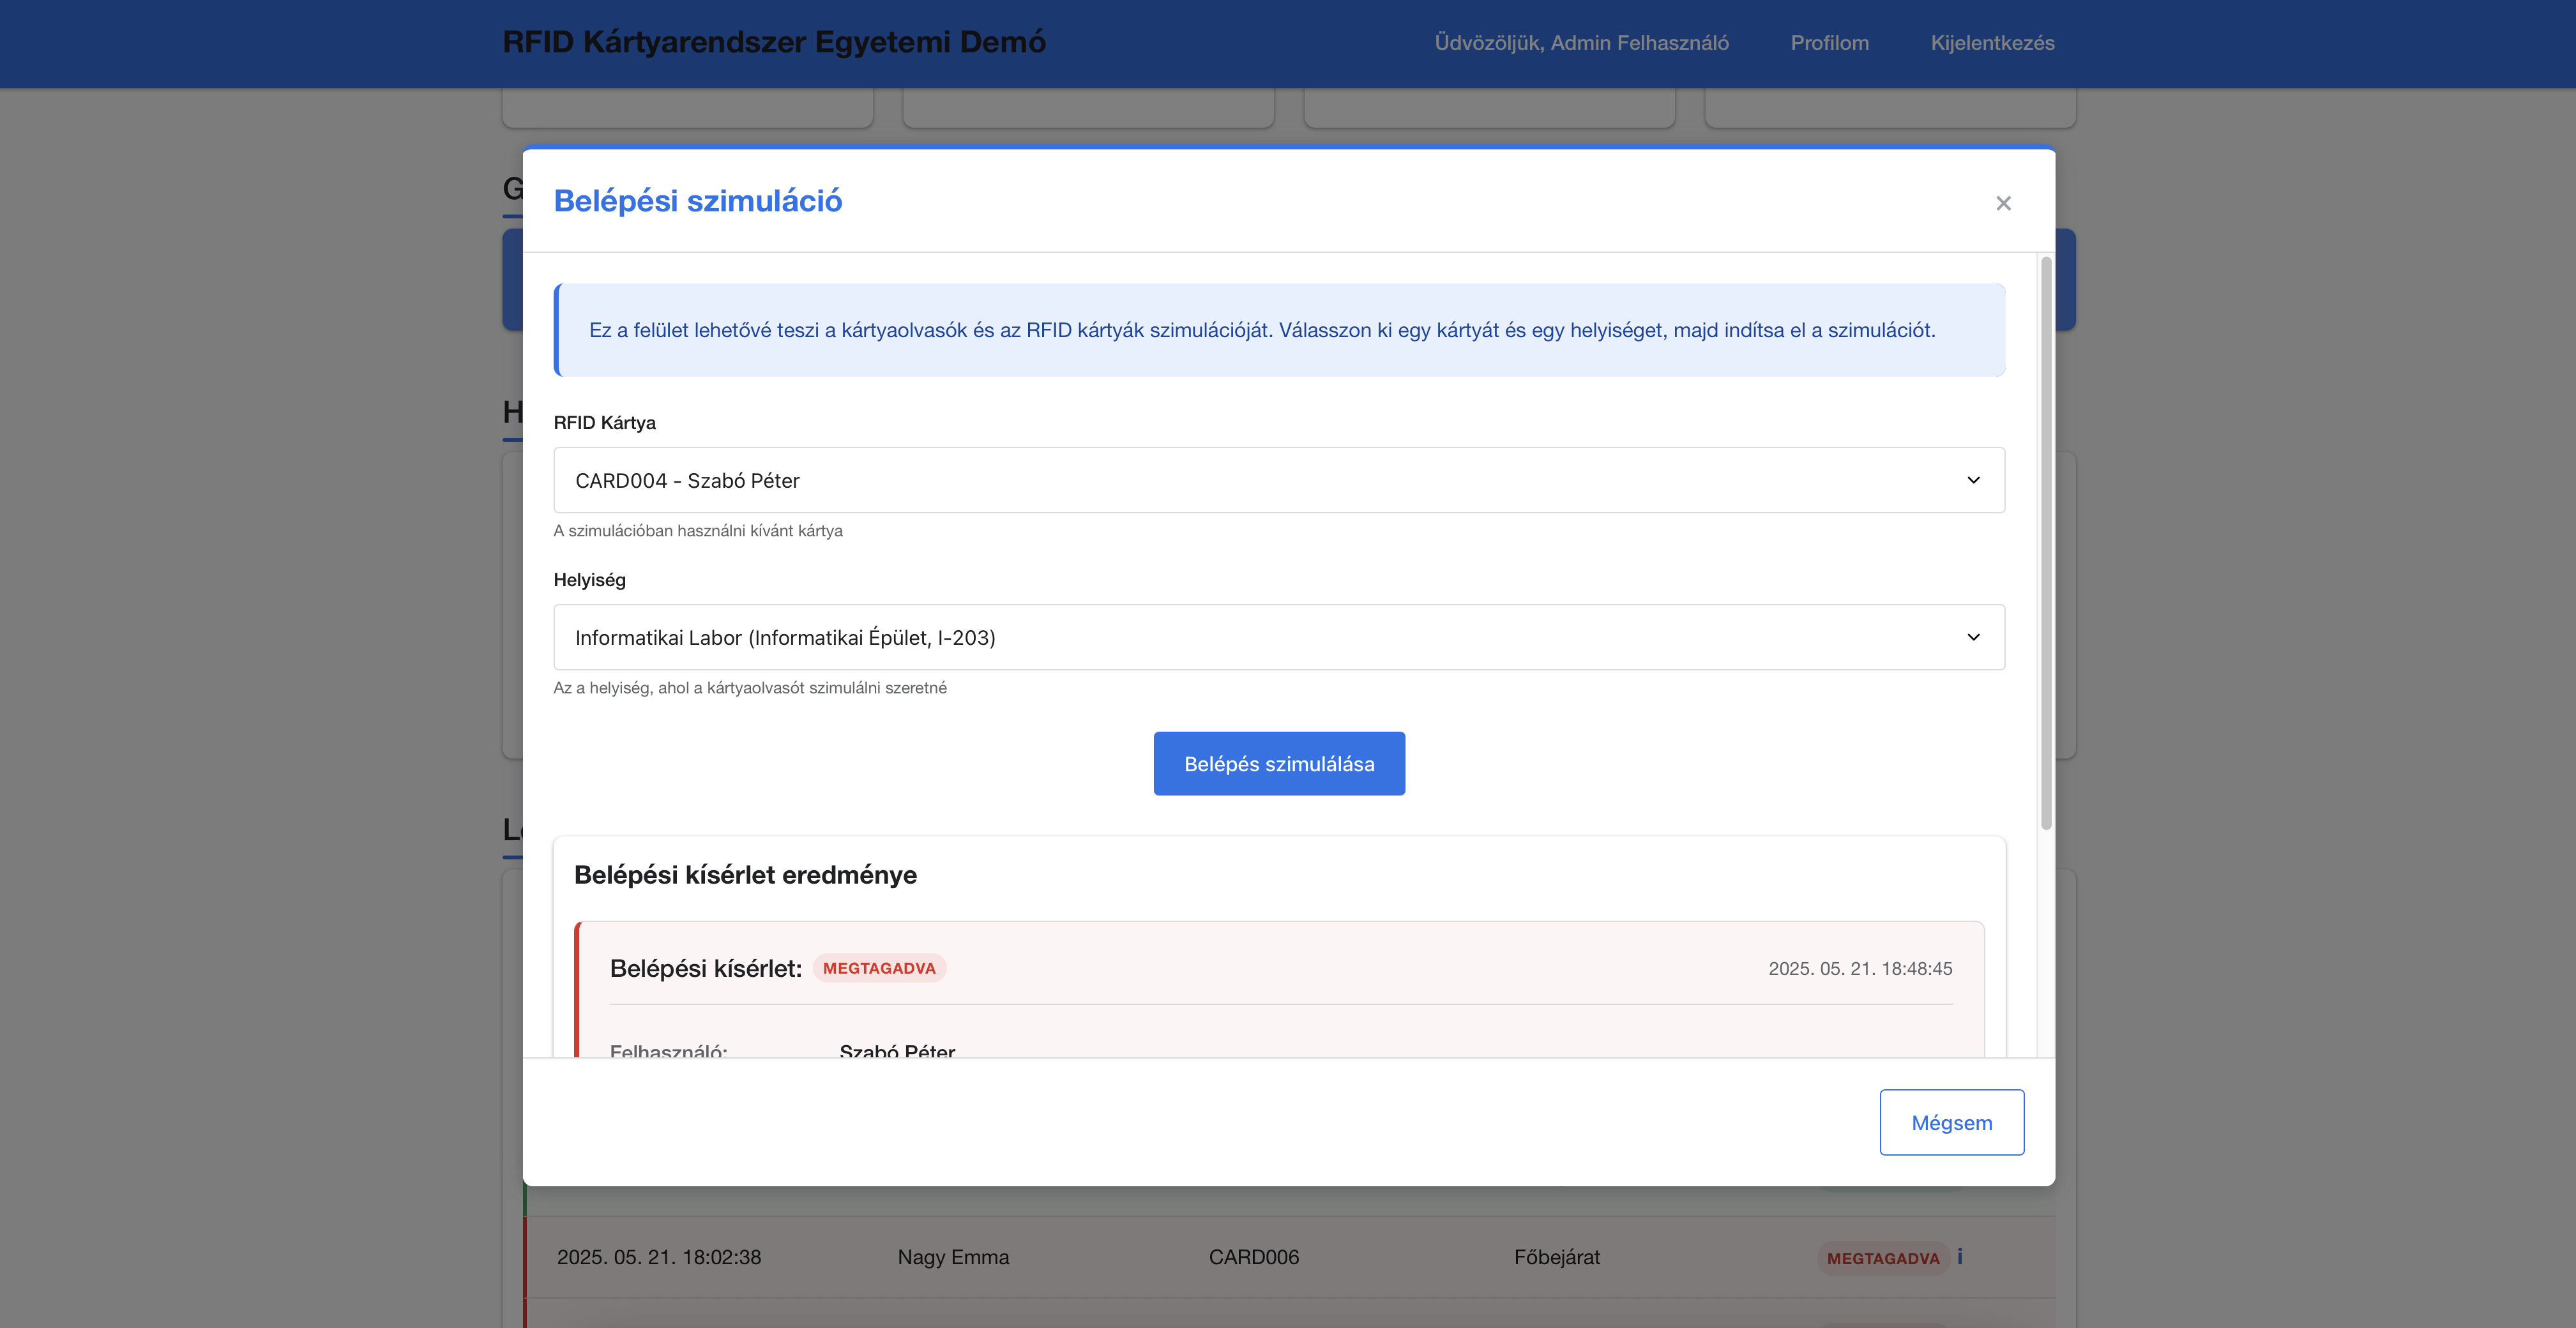 RFID Kártyarendszer Egyetemi Demó
Üdvözöljük, Admin Felhasználó
Profilom
Kijelentkezés
Belépési szimuláció
×
Ez a felület lehetővé teszi a kártyaolvasók és az RFID kártyák szimulációját. Válasszon ki egy kártyát és egy helyiséget, majd indítsa el a szimulációt.
RFID Kártya
CARD004 - Szabó Péter
A szimulációban használni kívánt kártya
Helyiség
Informatikai Labor (Informatikai Épület, I-203)
Az a helyiség, ahol a kártyaolvasót szimulálni szeretné
Belépés szimulálása
Belépési kísérlet eredménye
Belépési kísérlet: MEGTAGADVA 2025. 05. 21. 18:48:45
Felhasználó: Szabó Péter
Mégsem
2025. 05. 21. 18:02:38 Nagy Emma CARD006 Főbejárat MEGTAGADVA i